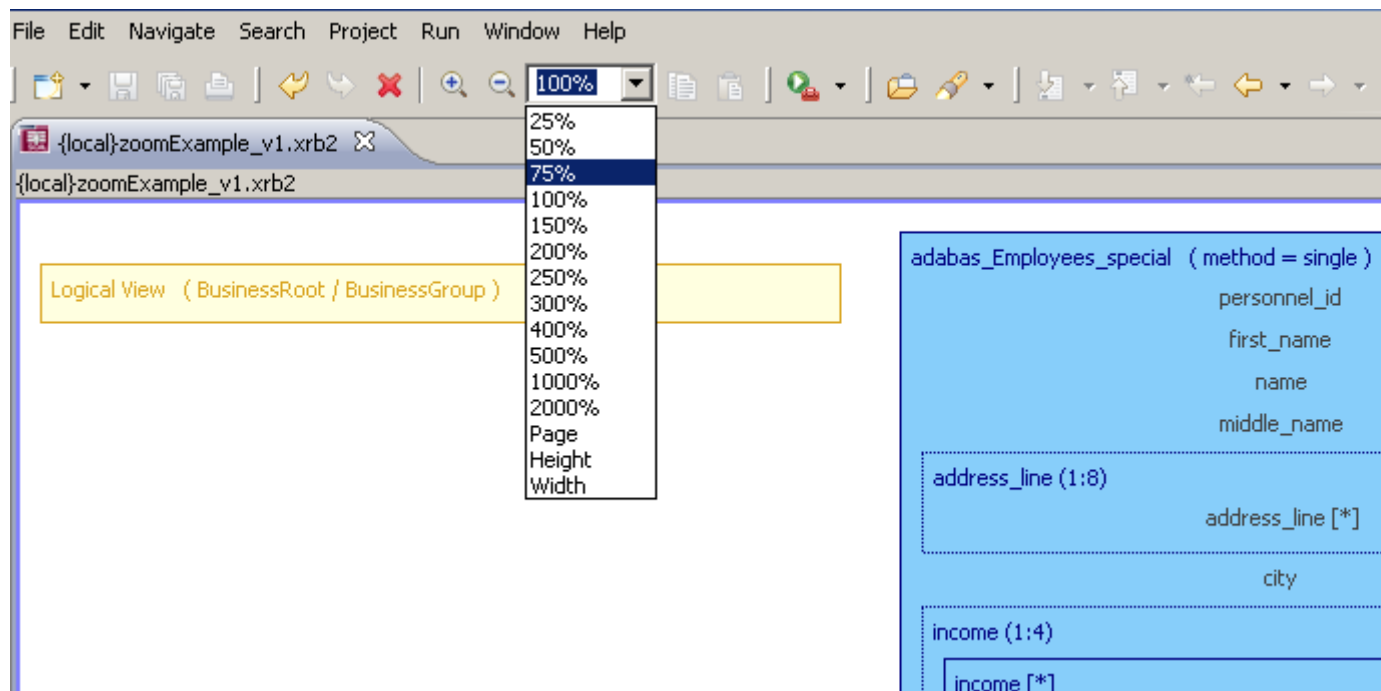 File Edit Navigate Search Project Run Window Help
100%
{local}zoomExample_v1.xrb2
{local}zoomExample_v1.xrb2
25%
50%
75%
100%
150%
200%
250%
300%
400%
500%
1000%
2000%
Page
Height
Width
Logical View ( BusinessRoot / BusinessGroup )
adabas_Employees_special ( method = single )
personnel_id
first_name
name
middle_name
address_line (1:8)
address_line [*]
city
income (1:4)
income [*]